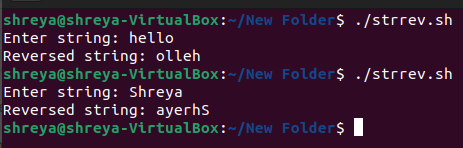 shreya@shreya-VirtualBox:~/New Folder$ ./strrev.sh
Enter string: hello
Reversed string: olleh
shreya@shreya-VirtualBox:~/New Folder$ ./strrev.sh
Enter string: Shreya
Reversed string: ayerhS
shreya@shreya-VirtualBox:~/New Folder$